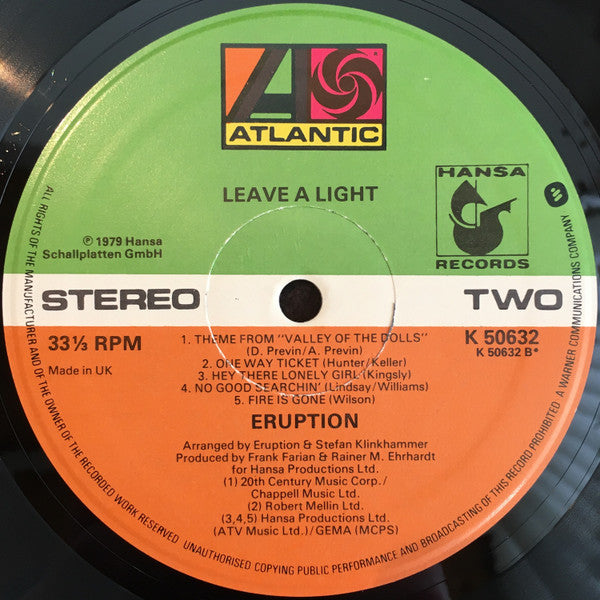 ATLANTIC
®
LEAVE A LIGHT
HANSA
RECORDS
℗ 1979 Hansa
Schallplatten GmbH
STEREO
TWO
33⅓ RPM
K 50632
K 50632 B*
Made in UK
1. THEME FROM "VALLEY OF THE DOLLS"
(D. Previn/A. Previn)
2. ONE WAY TICKET (Hunter/Keller)
3. HEY THERE LONELY GIRL (Kingsly)
4. NO GOOD SEARCHIN' (Lindsay/Williams)
5. FIRE IS GONE (Wilson)
ERUPTION
Arranged by Eruption & Stefan Klinkhammer
Produced by Frank Farian & Rainer M. Ehrhardt
for Hansa Productions Ltd.
(1) 20th Century Music Corp./
Chappell Music Ltd.
(2) Robert Mellin Ltd.
(3,4,5) Hansa Productions Ltd.
(ATV Music Ltd.)/GEMA (MCPS)
ALL RIGHTS OF THE MANUFACTURER AND OF THE OWNER OF THE RECORDED WORK RESERVED UNAUTHORISED COPYING PUBLIC PERFORMANCE AND BROADCASTING OF THIS RECORD PROHIBITED A WARNER COMMUNICATIONS COMPANY